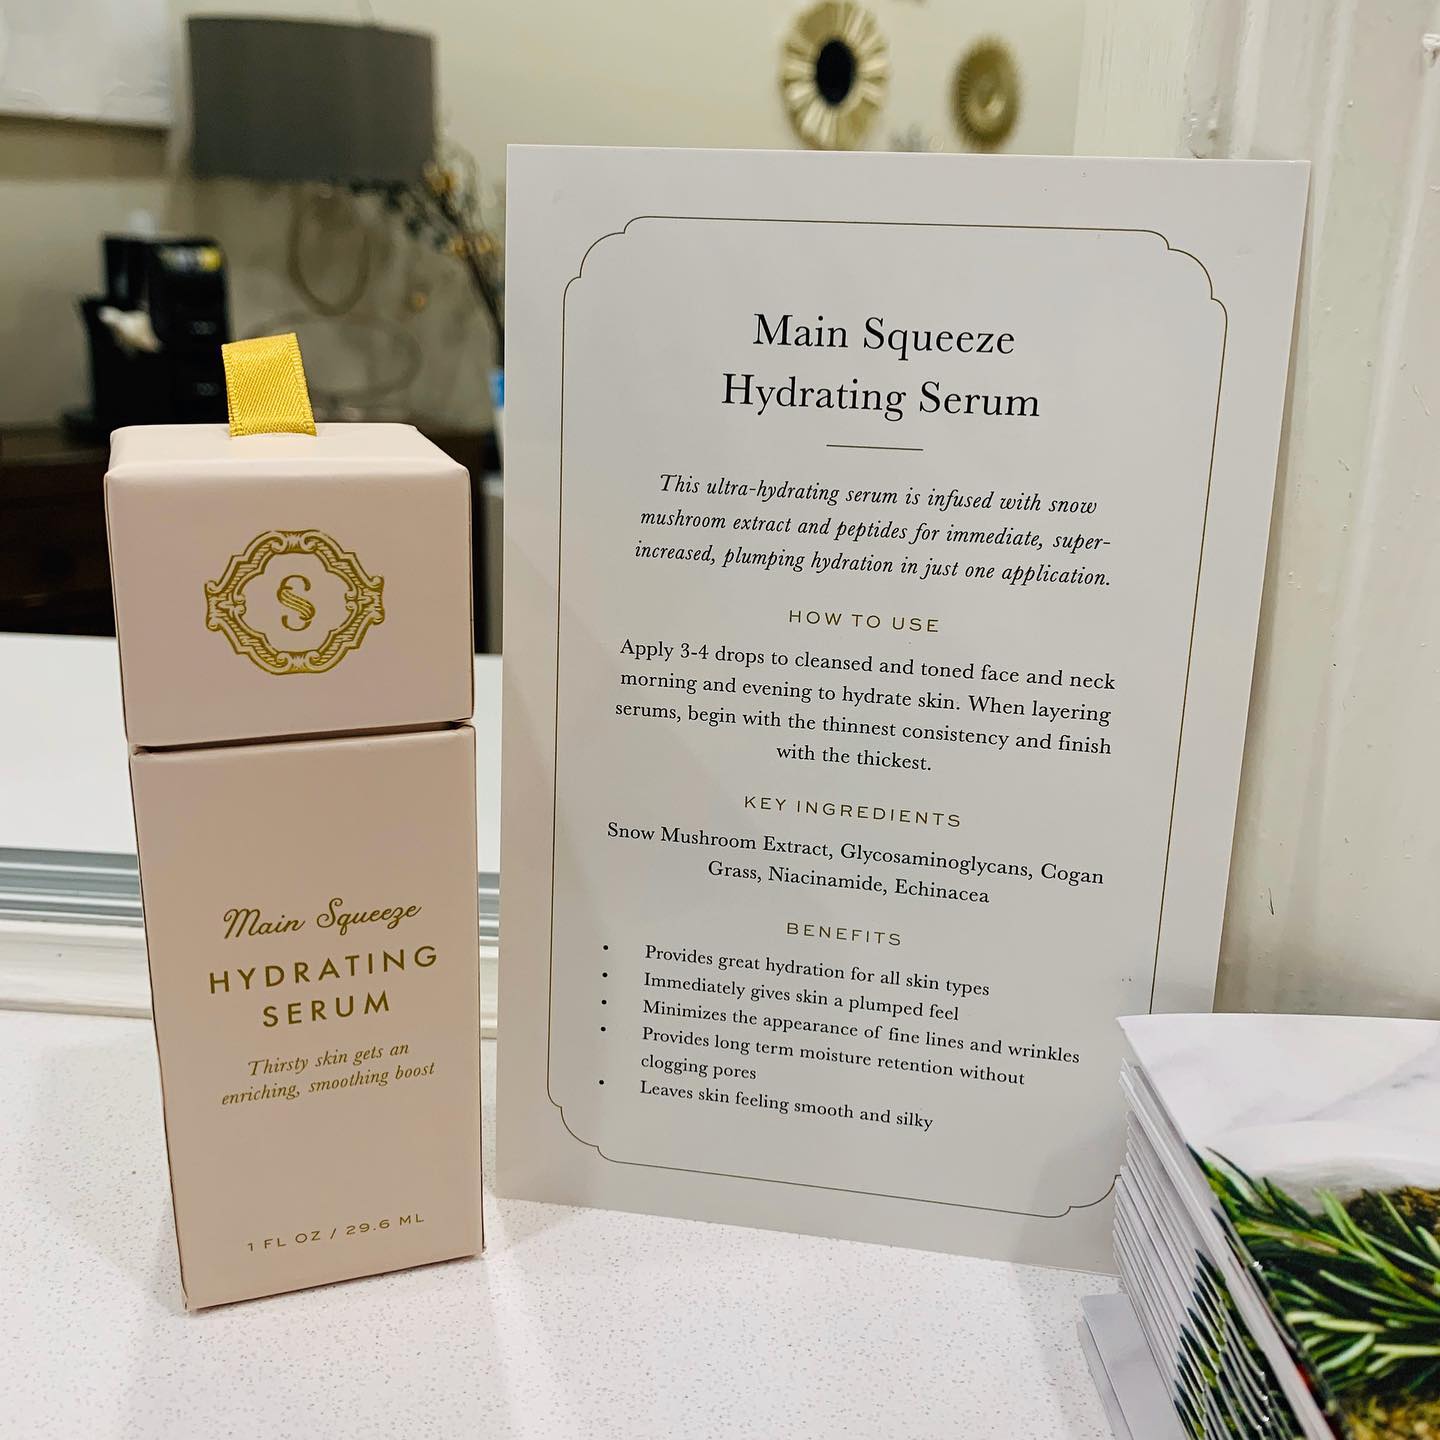 S
Main Squeeze
HYDRATING
SERUM
Thirsty skin gets an
enriching, smoothing boost
1 FL OZ / 29.6 ML
Main Squeeze
Hydrating Serum
This ultra-hydrating serum is infused with snow
mushroom extract and peptides for immediate, super-
increased, plumping hydration in just one application.
HOW TO USE
Apply 3-4 drops to cleansed and toned face and neck
morning and evening to hydrate skin. When layering
serums, begin with the thinnest consistency and finish
with the thickest.
KEY INGREDIENTS
Snow Mushroom Extract, Glycosaminoglycans, Cogan
Grass, Niacinamide, Echinacea
BENEFITS
• Provides great hydration for all skin types
• Immediately gives skin a plumped feel
• Minimizes the appearance of fine lines and wrinkles
• Provides long term moisture retention without
clogging pores
• Leaves skin feeling smooth and silky